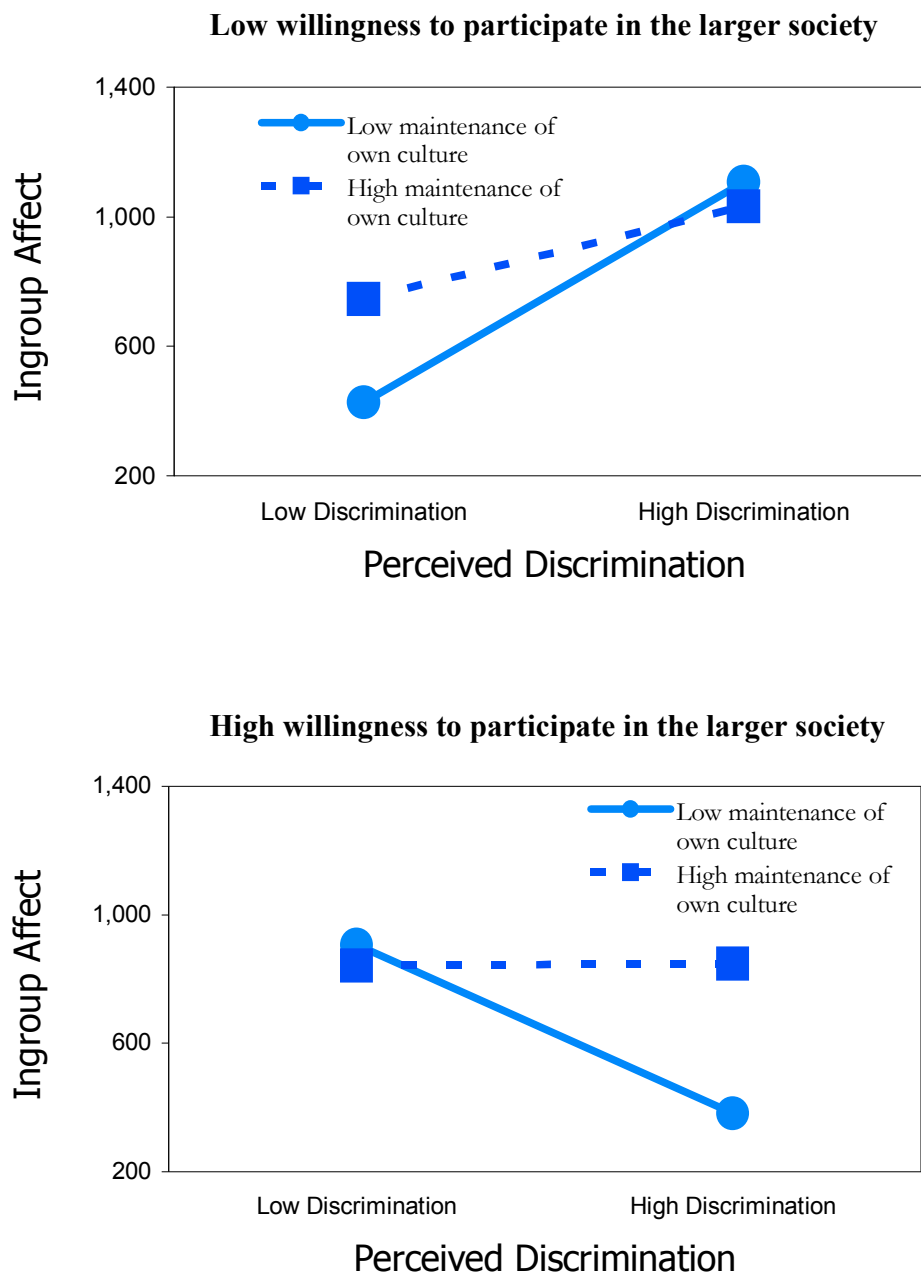 Low willingness to participate in the larger society
1,400
Low maintenance of
own culture
High maintenance of
own culture
1,000
Ingroup Affect
600
200
Low Discrimination
High Discrimination
Perceived Discrimination
High willingness to participate in the larger society
1,400
Low maintenance of
own culture
High maintenance of
own culture
1,000
Ingroup Affect
600
200
Low Discrimination
High Discrimination
Perceived Discrimination